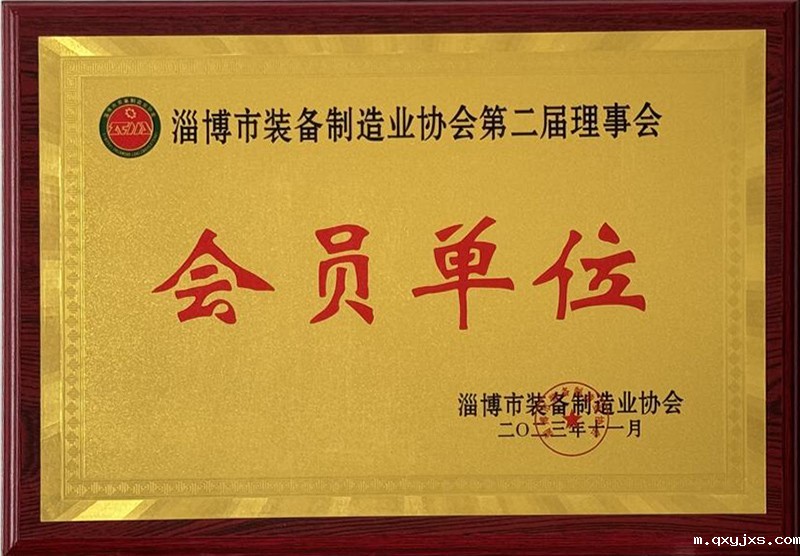 淄博市装备制造业协会第二届理事会
会员单位
淄博市装备制造业协会
二〇二三年十一月
m.qxyjxs.com